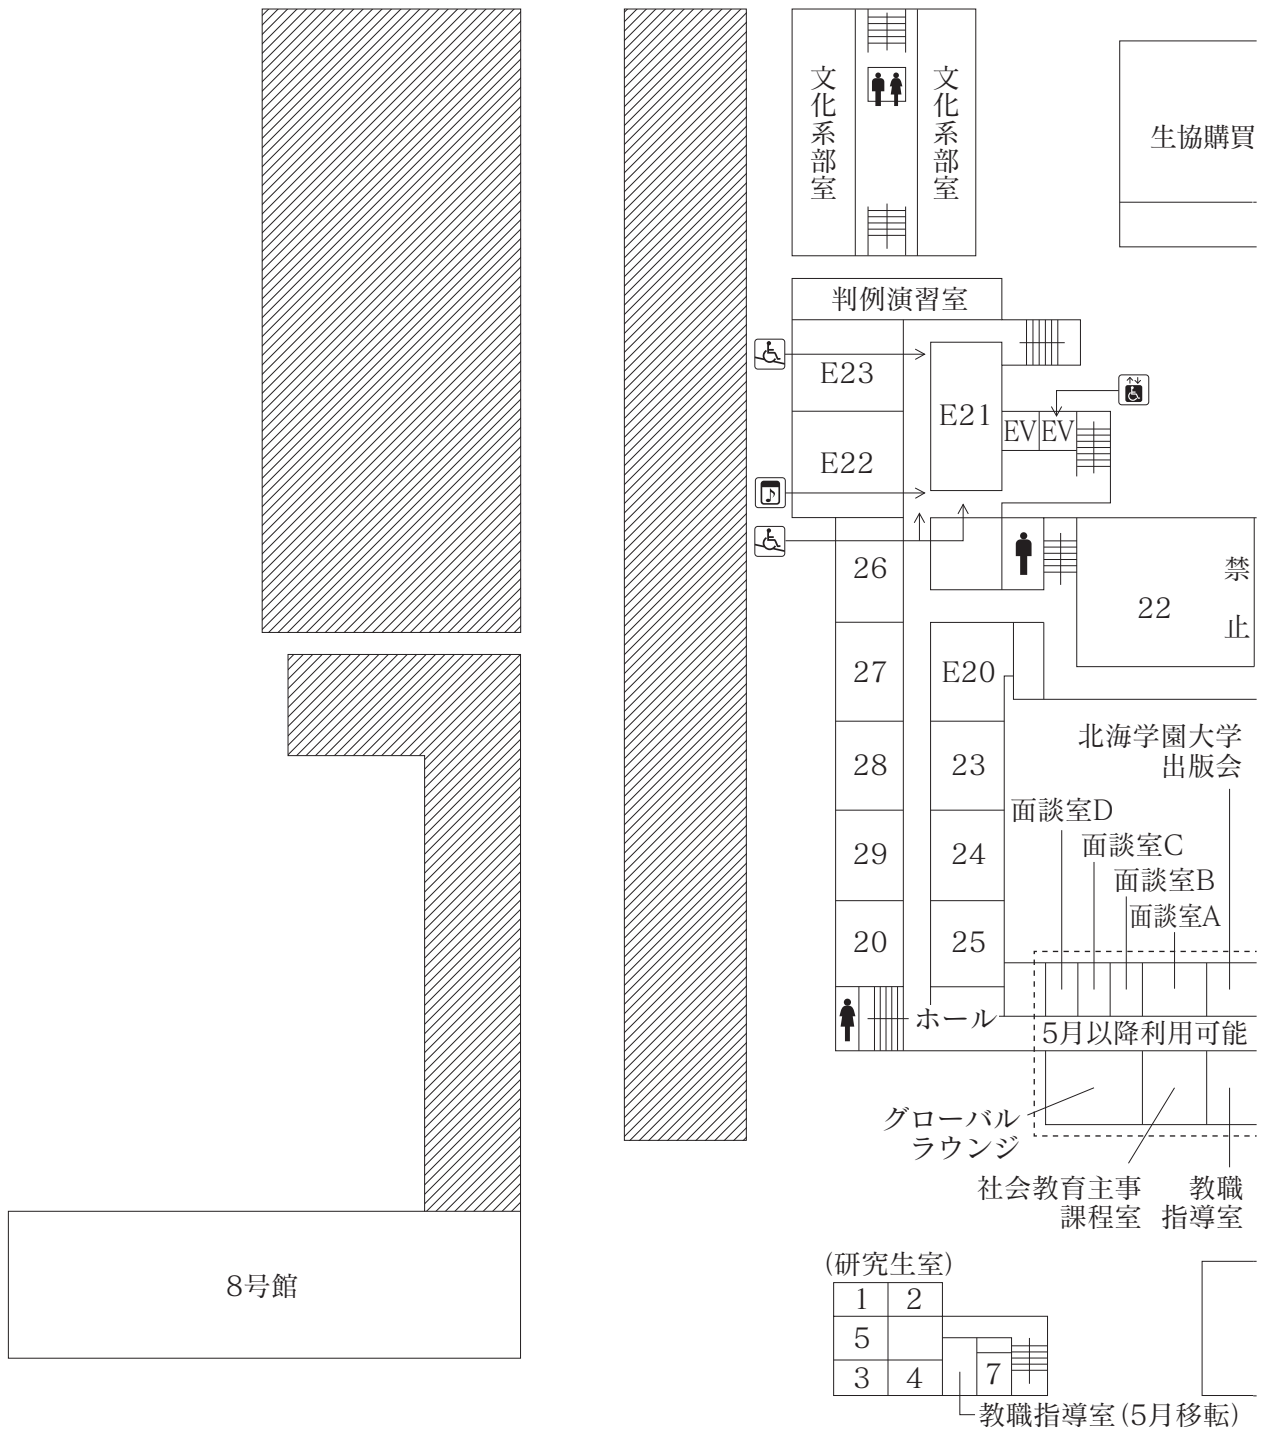 文化系部室
文化系部室
生協購買
判例演習室
E23
E21
EV
EV
E22
26
22
禁止
27
E20
北海学園大学
出版会
28
23
面談室D
面談室C
29
24
面談室B
面談室A
20
25
ホール
5月以降利用可能
グローバル
ラウンジ
社会教育主事
課程室
教職
指導室
8号館
(研究生室)
1
2
5
3
4
7
教職指導室(5月移転)